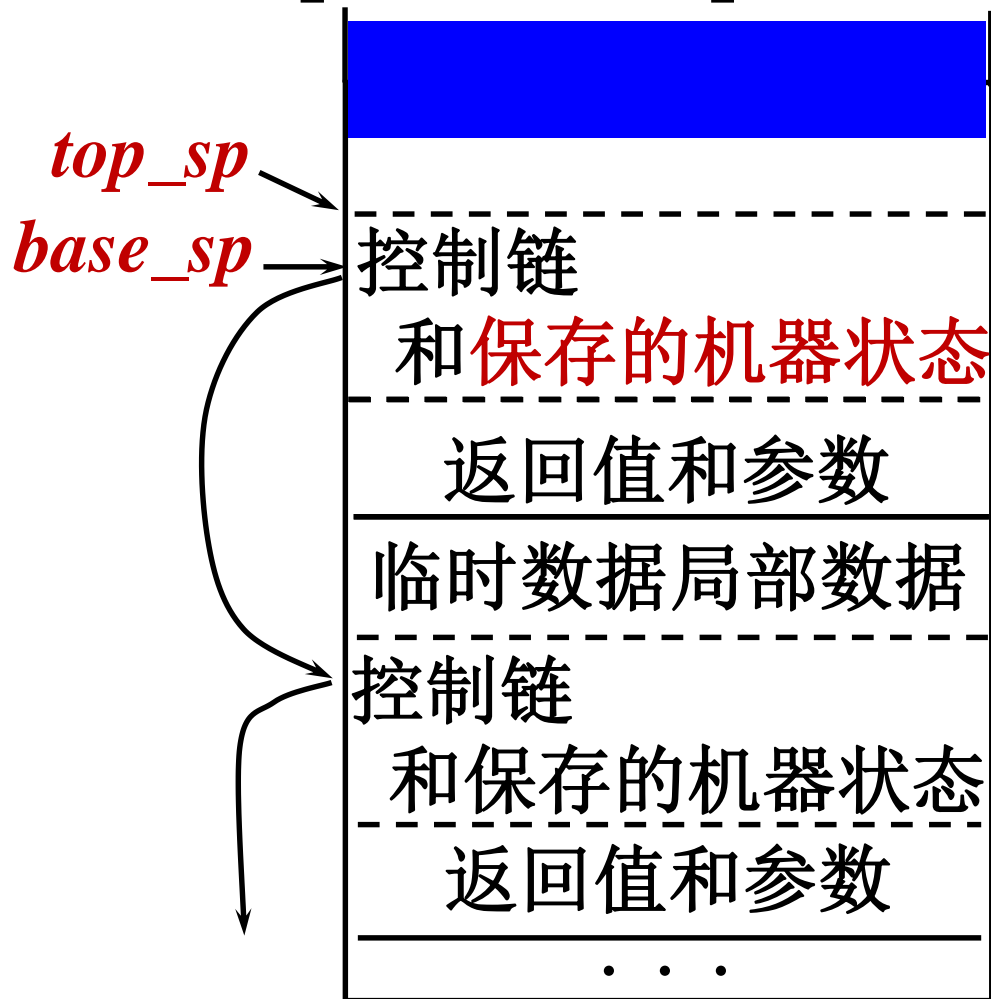 top_sp
base_sp
控制链
和保存的机器状态
返回值和参数
临时数据局部数据
控制链
和保存的机器状态
返回值和参数
. . .